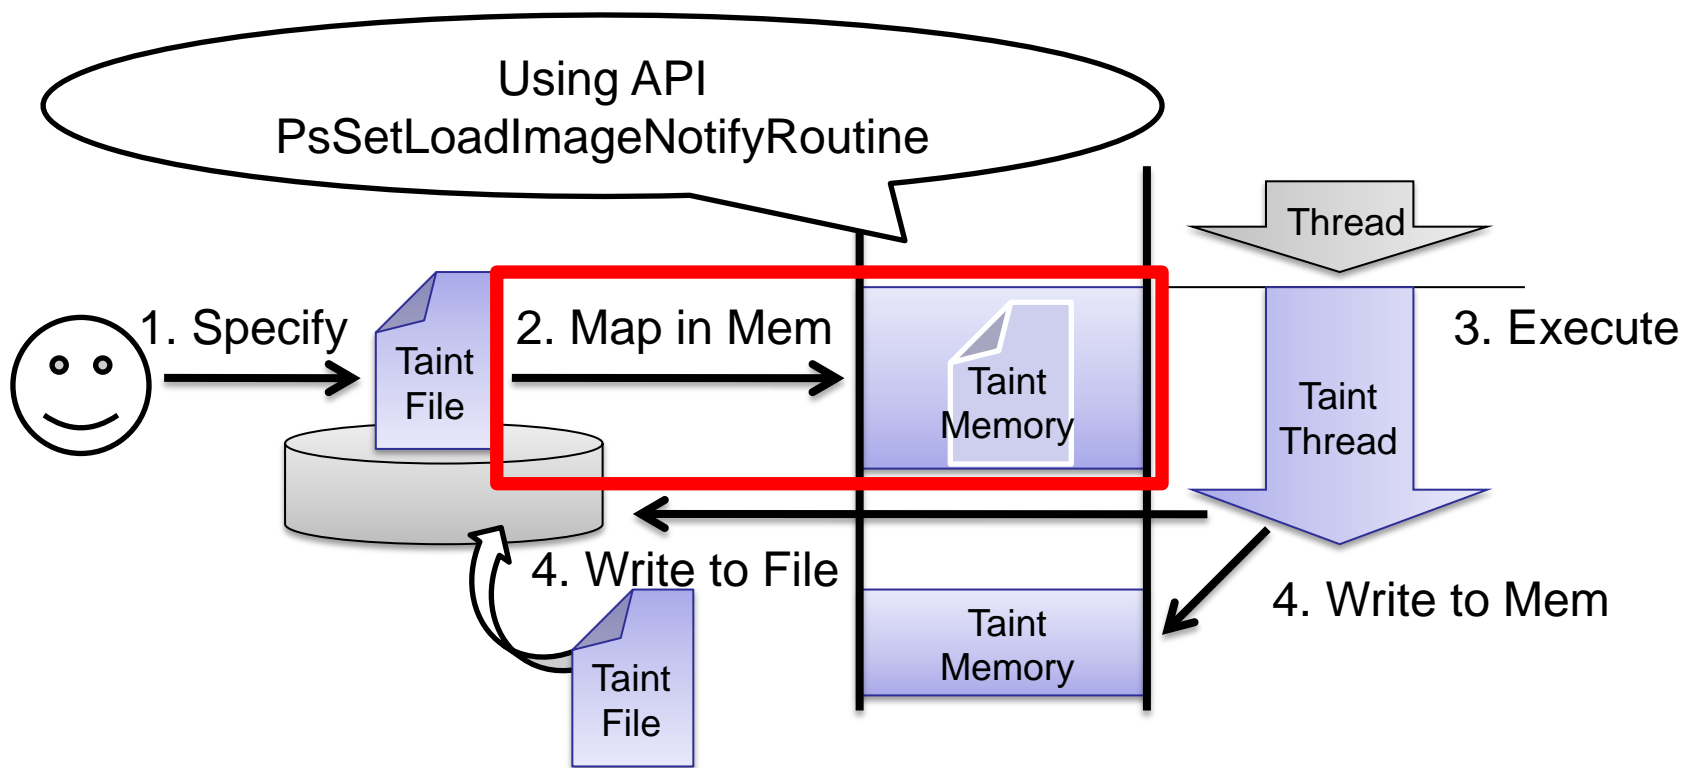 Using API
PsSetLoadImageNotifyRoutine
Thread
1. Specify
2. Map in Mem
3. Execute
Taint
File
Taint
Memory
Taint
Thread
4. Write to File
4. Write to Mem
Taint
Memory
Taint
File